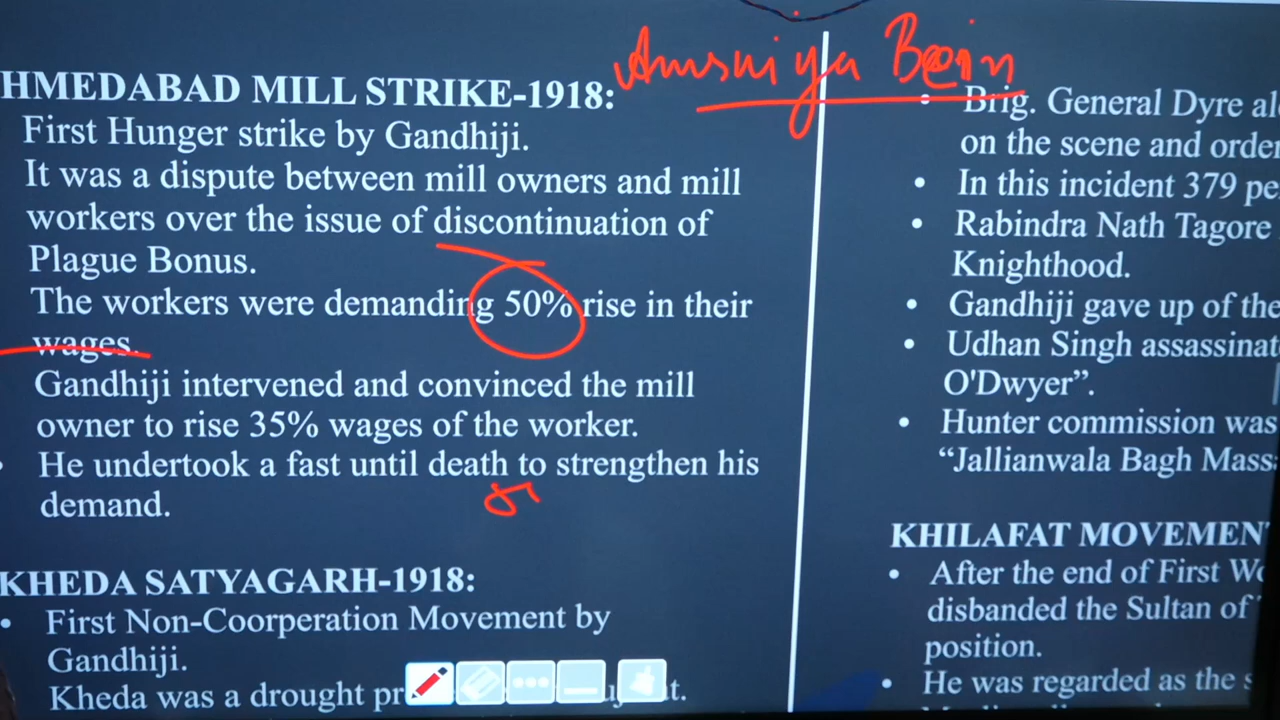 Amsuiya Bein
HMEDABAD MILL STRIKE-1918:
First Hunger strike by Gandhiji.
It was a dispute between mill owners and mill
workers over the issue of discontinuation of
Plague Bonus.
The workers were demanding 50% rise in their
wages.
Gandhiji intervened and convinced the mill
owner to rise 35% wages of the worker.
He undertook a fast until death to strengthen his
demand.
KHEDA SATYAGARH-1918:
• First Non-Coorperation Movement by
Gandhiji.
Kheda was a drought pr
• Brig. General Dyre al
on the scene and order
• In this incident 379 pe
• Rabindra Nath Tagore
Knighthood.
• Gandhiji gave up of the
• Udhan Singh assassinat
O'Dwyer”.
• Hunter commission was
“Jallianwala Bagh Mass
KHILAFAT MOVEMEN
• After the end of First Wo
disbanded the Sultan of
position.
• He was regarded as the s